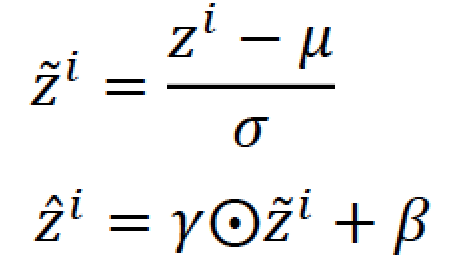 z̃ⁱ = (zⁱ − μ) / σ
ẑⁱ = γ⊙z̃ⁱ + β